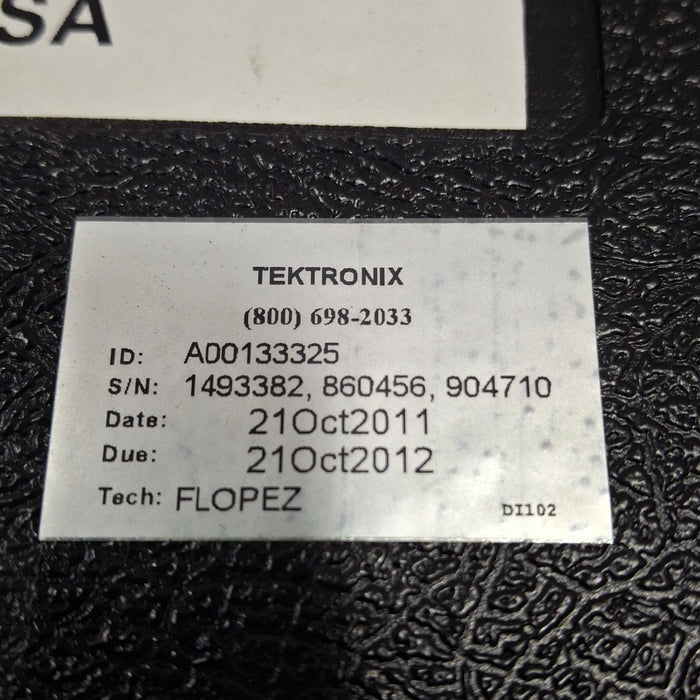 SA
TEKTRONIX
(800) 698-2033
ID: A00133325
S/N: 1493382, 860456, 904710
Date: 21Oct2011
Due: 21Oct2012
Tech: FLOPEZ
DI102